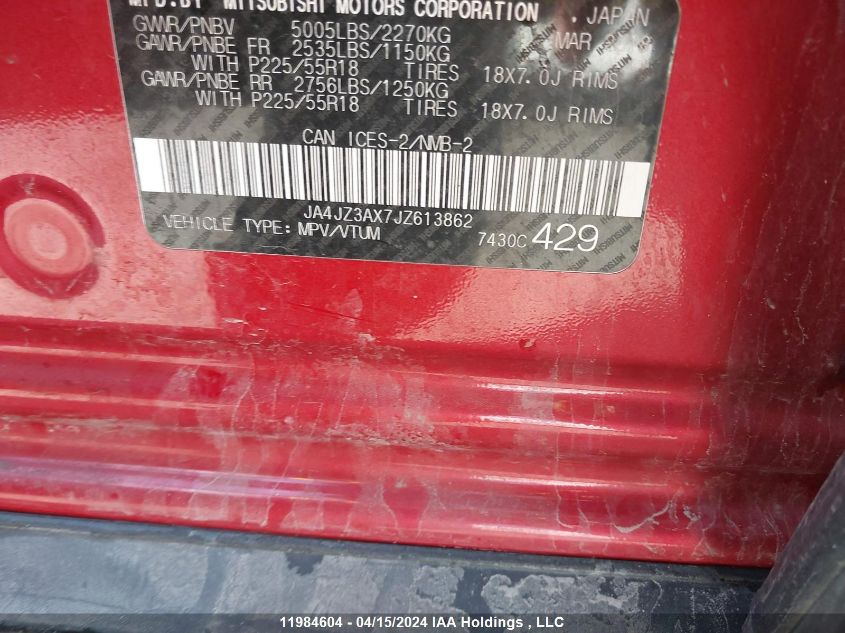 MFD.BY MITSUBISHI MOTORS CORPORATION . JAPAN
GVWR/PNBV 5005LBS/2270KG MAR
GAWR/PNBE FR 2535LBS/1150KG
WITH P225/55R18 TIRES 18X7.0J RIMS
GAWR/PNBE RR 2756LBS/1250KG
WITH P225/55R18 TIRES 18X7.0J RIMS
CAN ICES-2/NMB-2
JA4JZ3AX7JZ613862
VEHICLE TYPE: MPV/VTUM 7430C 429
11984604 - 04/15/2024 IAA Holdings , LLC